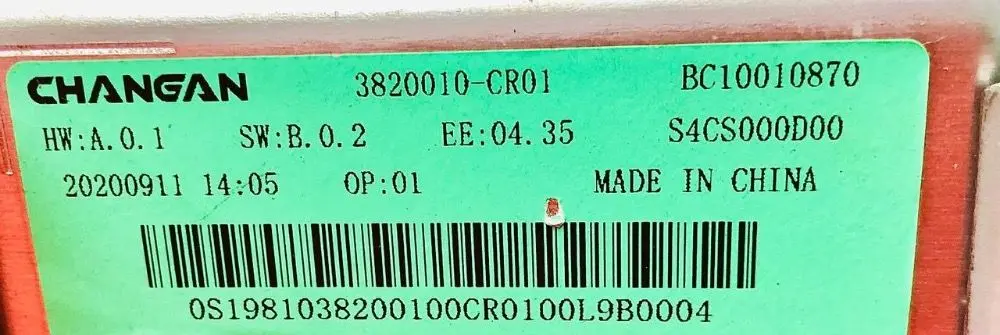 CHANGAN 3820010-CR01 BC10010870
HW:A.0.1 SW:B.0.2 EE:04.35 S4CS000D00
20200911 14:05 OP:01 MADE IN CHINA
0S1981038200100CR0100L9B0004